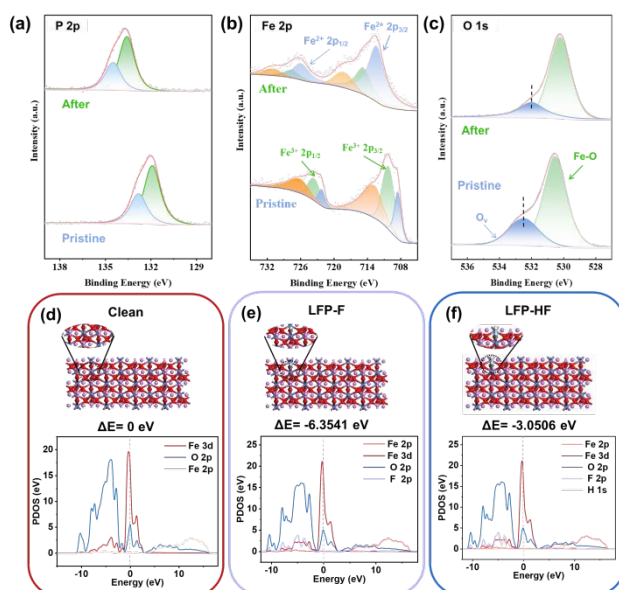 (a)
P 2p
After
Pristine
Intensity (a.u.)
138
135
132
129
Binding Energy (eV)
(b)
Fe 2p
Fe²⁺ 2p₁/₂
Fe²⁺ 2p₃/₂
After
Fe³⁺ 2p₁/₂
Fe³⁺ 2p₃/₂
Pristine
Intensity (a.u.)
734
726
714
708
Binding Energy (eV)
(c)
O 1s
After
Fe-O
Pristine
Oᵥ
Intensity (a.u.)
536
534
532
530
528
Binding Energy (eV)
(d)
Clean
ΔE= 0 eV
Fe 3d
O 2p
Fe 2p
PDOS (eV)
20
15
10
5
0
-10
0
10
Energy (eV)
(e)
LFP-F
ΔE= -6.3541 eV
Fe 2p
Fe 3d
O 2p
F 2p
PDOS (eV)
25
20
15
10
5
0
-10
0
10
Energy (eV)
(f)
LFP-HF
ΔE= -3.0506 eV
Fe 2p
Fe 3d
O 2p
F 2p
H 1s
PDOS (eV)
25
20
15
10
5
0
-10
0
10
Energy (eV)